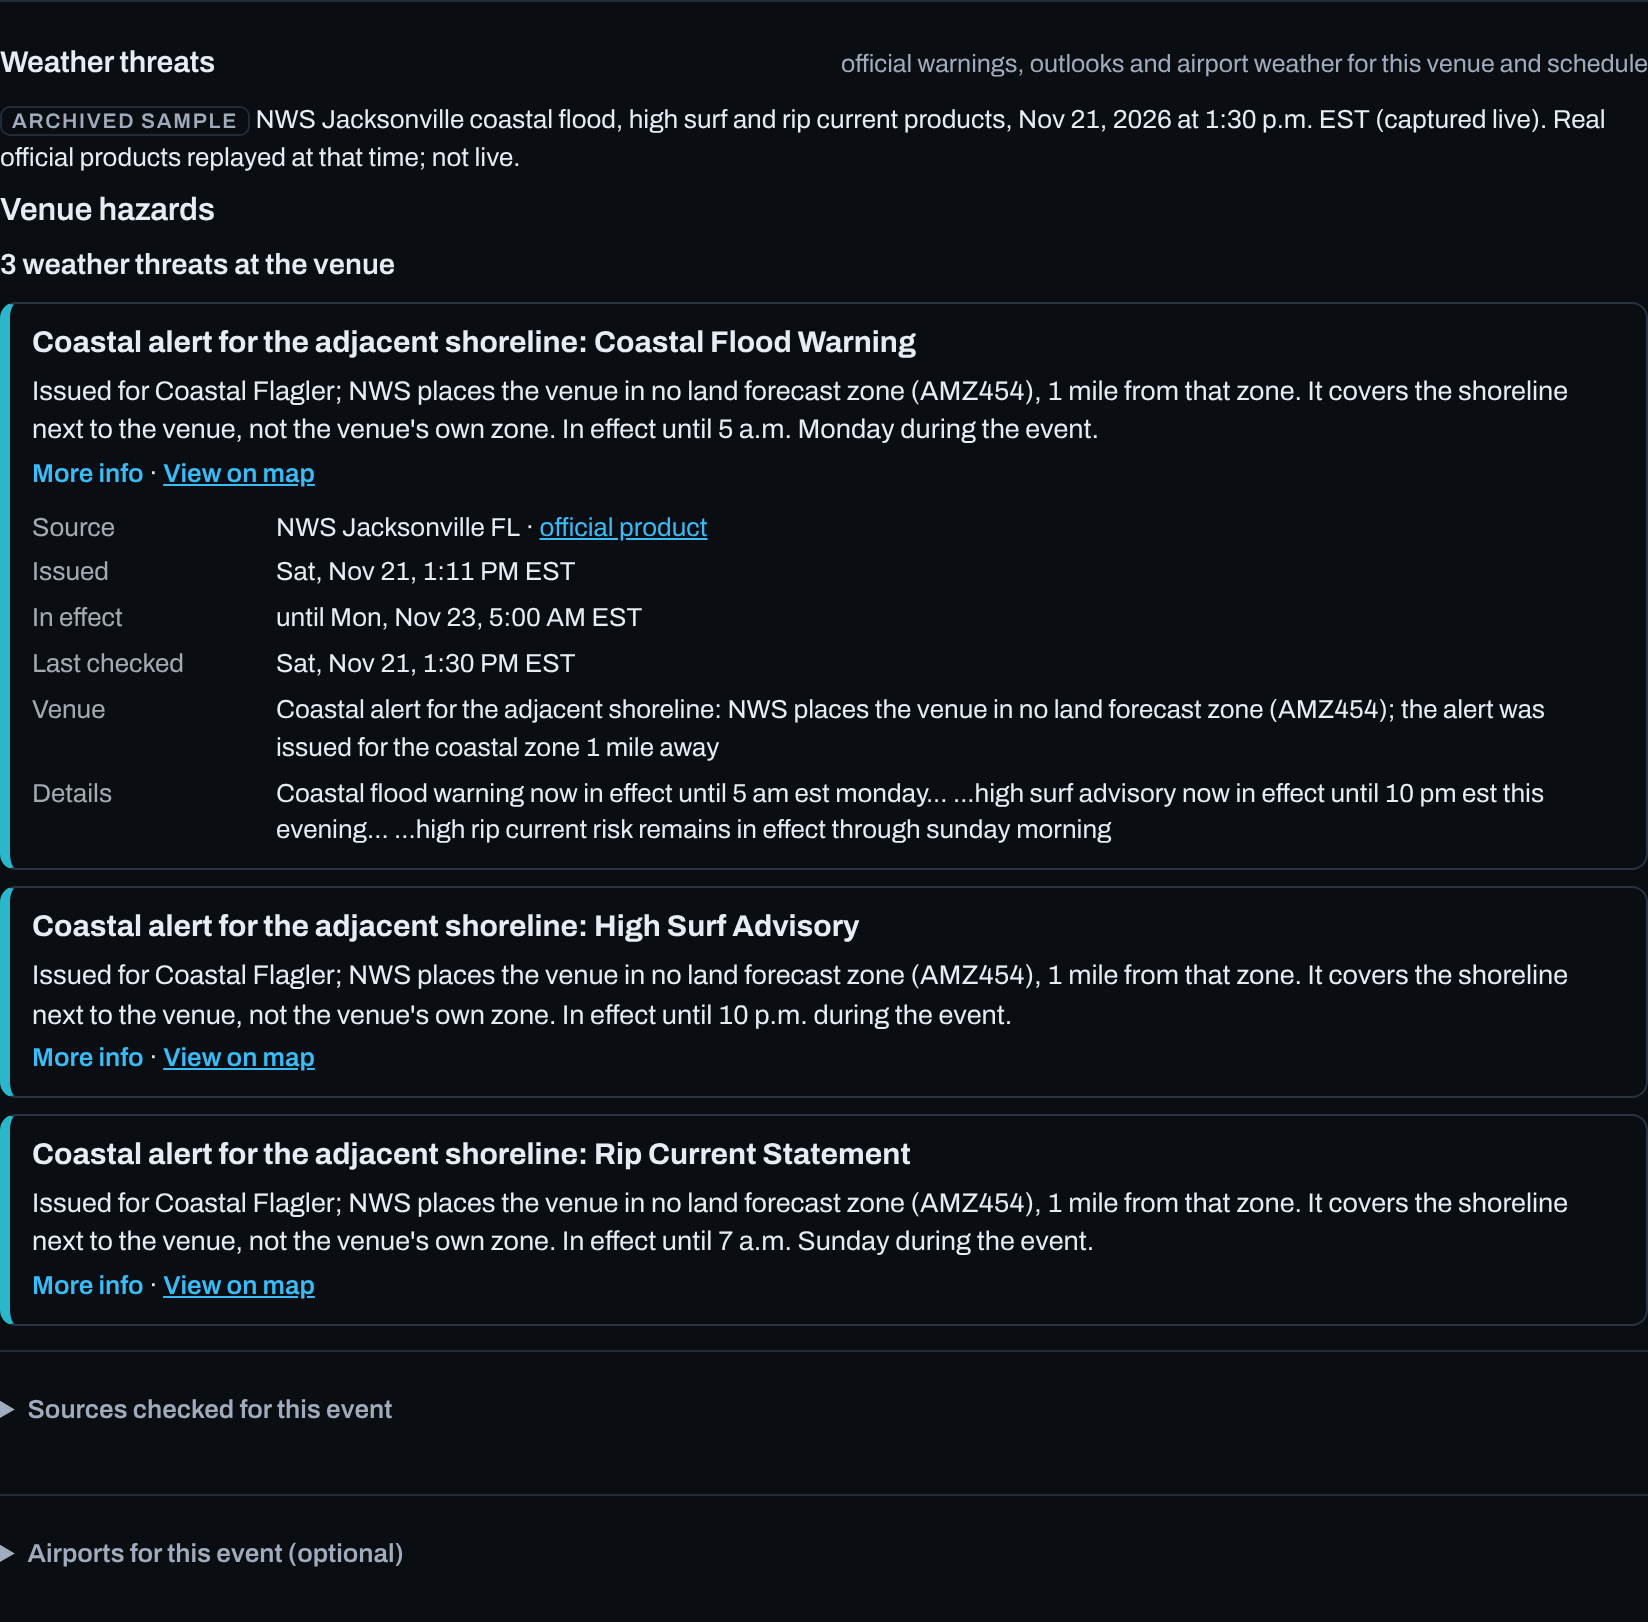 Weather threats
official warnings, outlooks and airport weather for this venue and schedule
ARCHIVED SAMPLE NWS Jacksonville coastal flood, high surf and rip current products, Nov 21, 2026 at 1:30 p.m. EST (captured live). Real
official products replayed at that time; not live.
Venue hazards
3 weather threats at the venue
Coastal alert for the adjacent shoreline: Coastal Flood Warning
Issued for Coastal Flagler; NWS places the venue in no land forecast zone (AMZ454), 1 mile from that zone. It covers the shoreline
next to the venue, not the venue's own zone. In effect until 5 a.m. Monday during the event.
More info · View on map
Source NWS Jacksonville FL · official product
Issued Sat, Nov 21, 1:11 PM EST
In effect until Mon, Nov 23, 5:00 AM EST
Last checked Sat, Nov 21, 1:30 PM EST
Venue Coastal alert for the adjacent shoreline: NWS places the venue in no land forecast zone (AMZ454); the alert was
issued for the coastal zone 1 mile away
Details Coastal flood warning now in effect until 5 am est monday... ...high surf advisory now in effect until 10 pm est this
evening... ...high rip current risk remains in effect through sunday morning
Coastal alert for the adjacent shoreline: High Surf Advisory
Issued for Coastal Flagler; NWS places the venue in no land forecast zone (AMZ454), 1 mile from that zone. It covers the shoreline
next to the venue, not the venue's own zone. In effect until 10 p.m. during the event.
More info · View on map
Coastal alert for the adjacent shoreline: Rip Current Statement
Issued for Coastal Flagler; NWS places the venue in no land forecast zone (AMZ454), 1 mile from that zone. It covers the shoreline
next to the venue, not the venue's own zone. In effect until 7 a.m. Sunday during the event.
More info · View on map
Sources checked for this event
Airports for this event (optional)